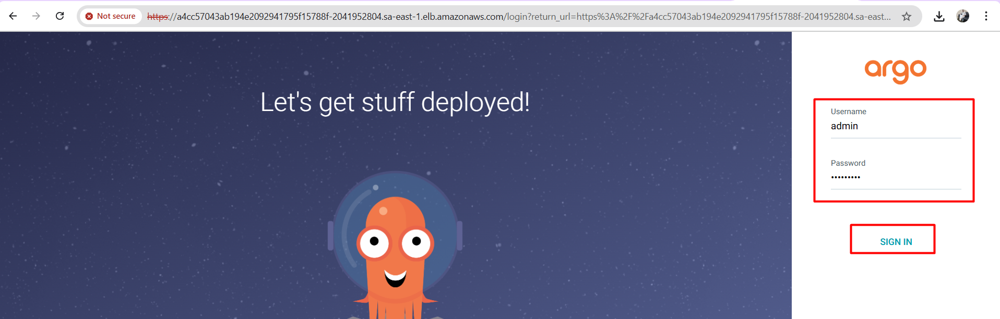 Not secure
https://a4cc57043ab194e2092941795f15788f-2041952804.sa-east-1.elb.amazonaws.com/login?return_url=https%3A%2F%2Fa4cc57043ab194e2092941795f15788f-2041952804.sa-east...
Let's get stuff deployed!
argo
Username
admin
Password
•••••••••
SIGN IN